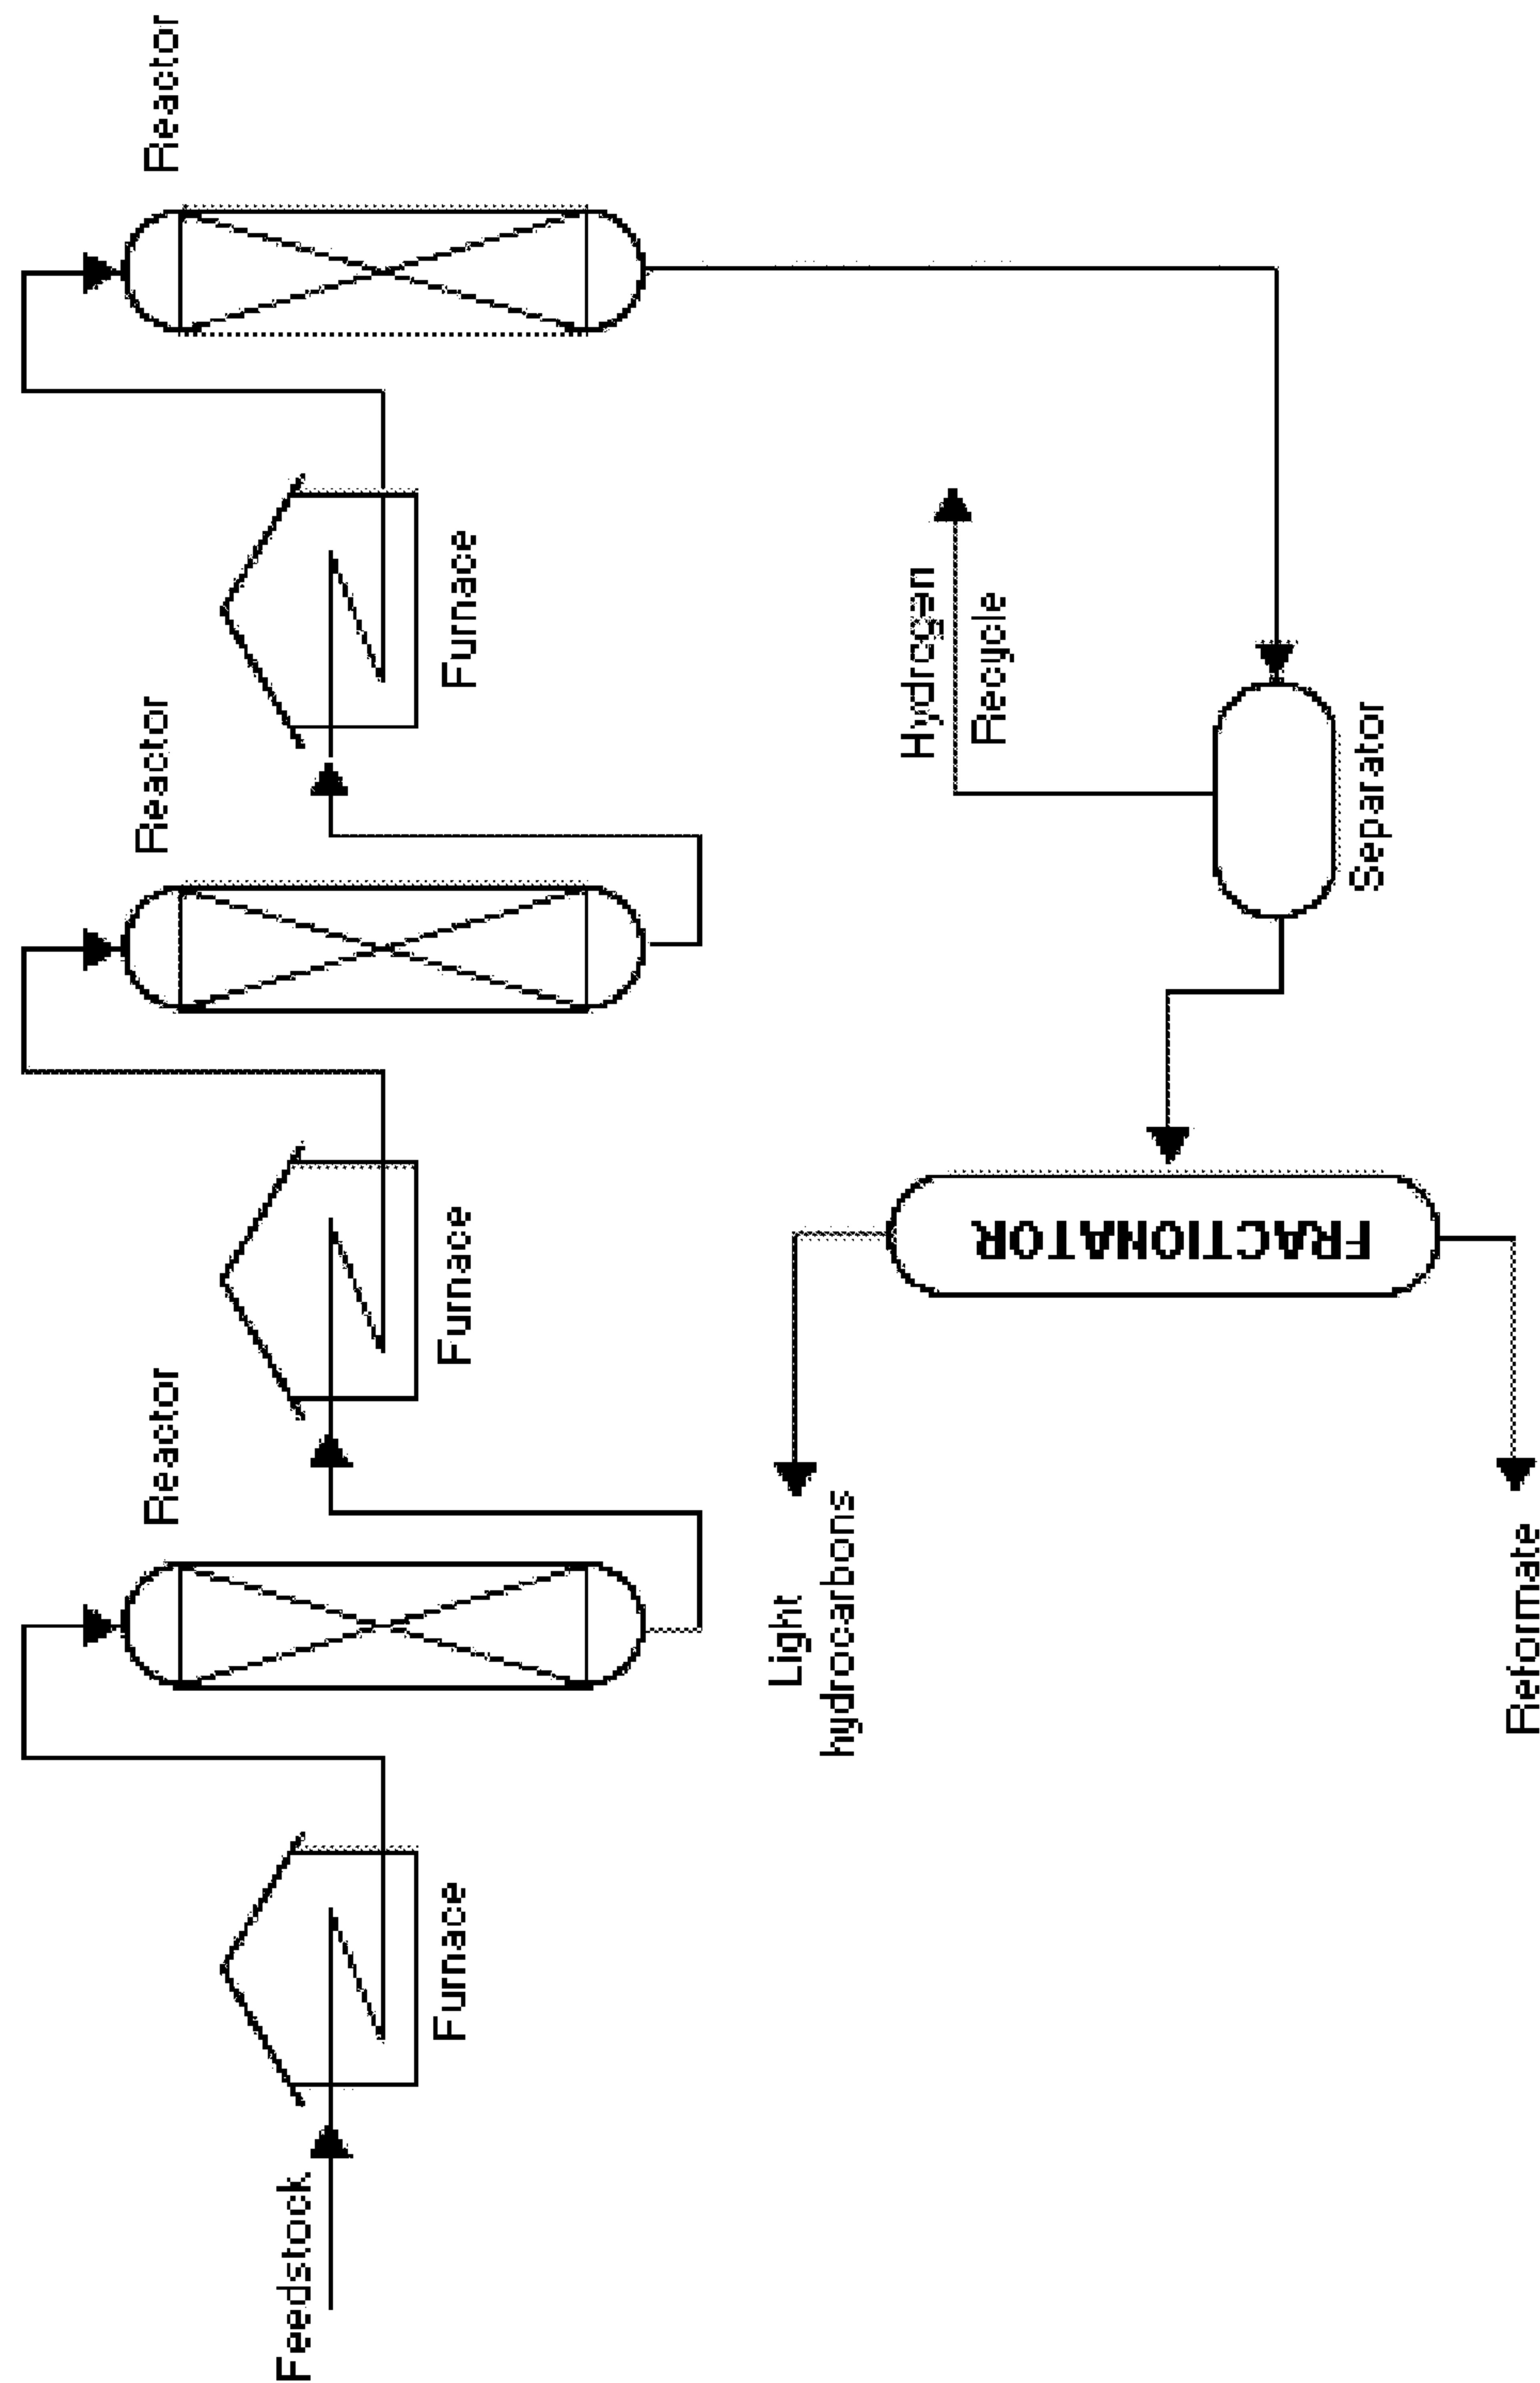 Reactor
Reactor
Reactor
Feedstock
Furnace
Furnace
Furnace
Light
hydrocarbons
Hydrogen
Recycle
FRACTIONATOR
Separator
Reformate